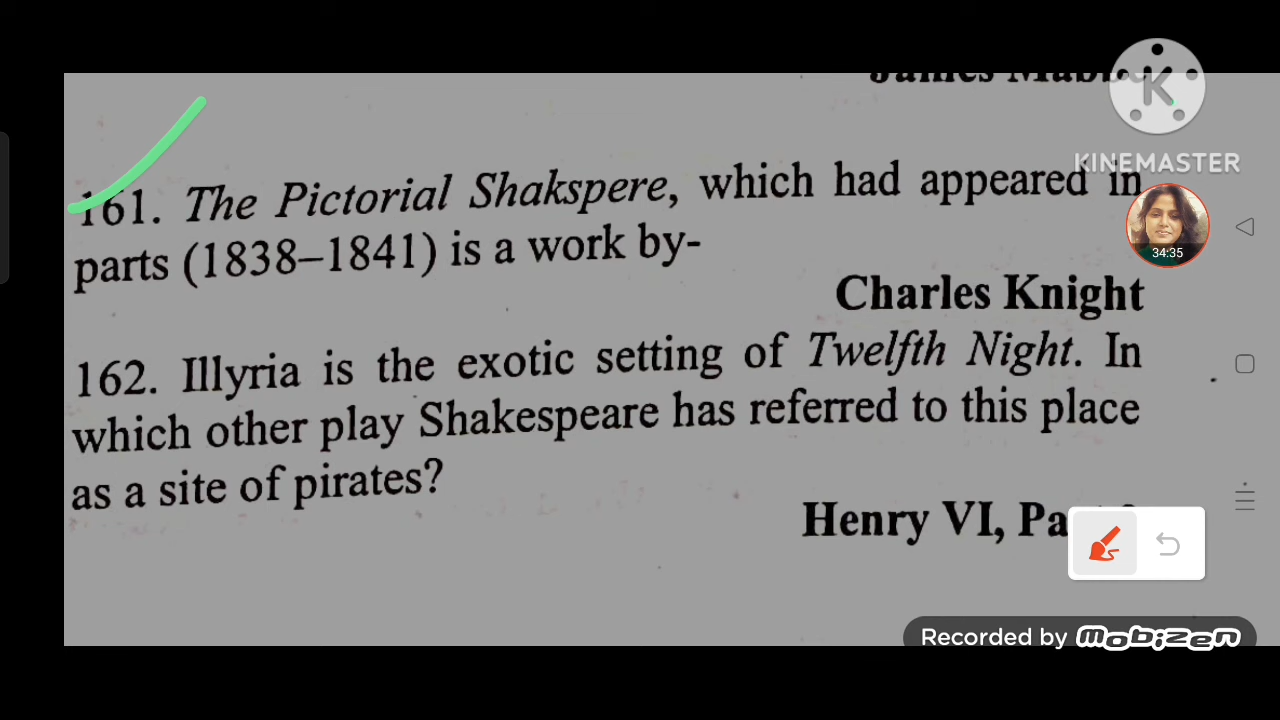 James
KINEMASTER
161. The Pictorial Shakspere, which had appeared in
34:35
parts (1838–1841) is a work by-
Charles Knight
162. Illyria is the exotic setting of Twelfth Night. In
which other play Shakespeare has referred to this place
as a site of pirates?
Henry VI,
Recorded by mobizen